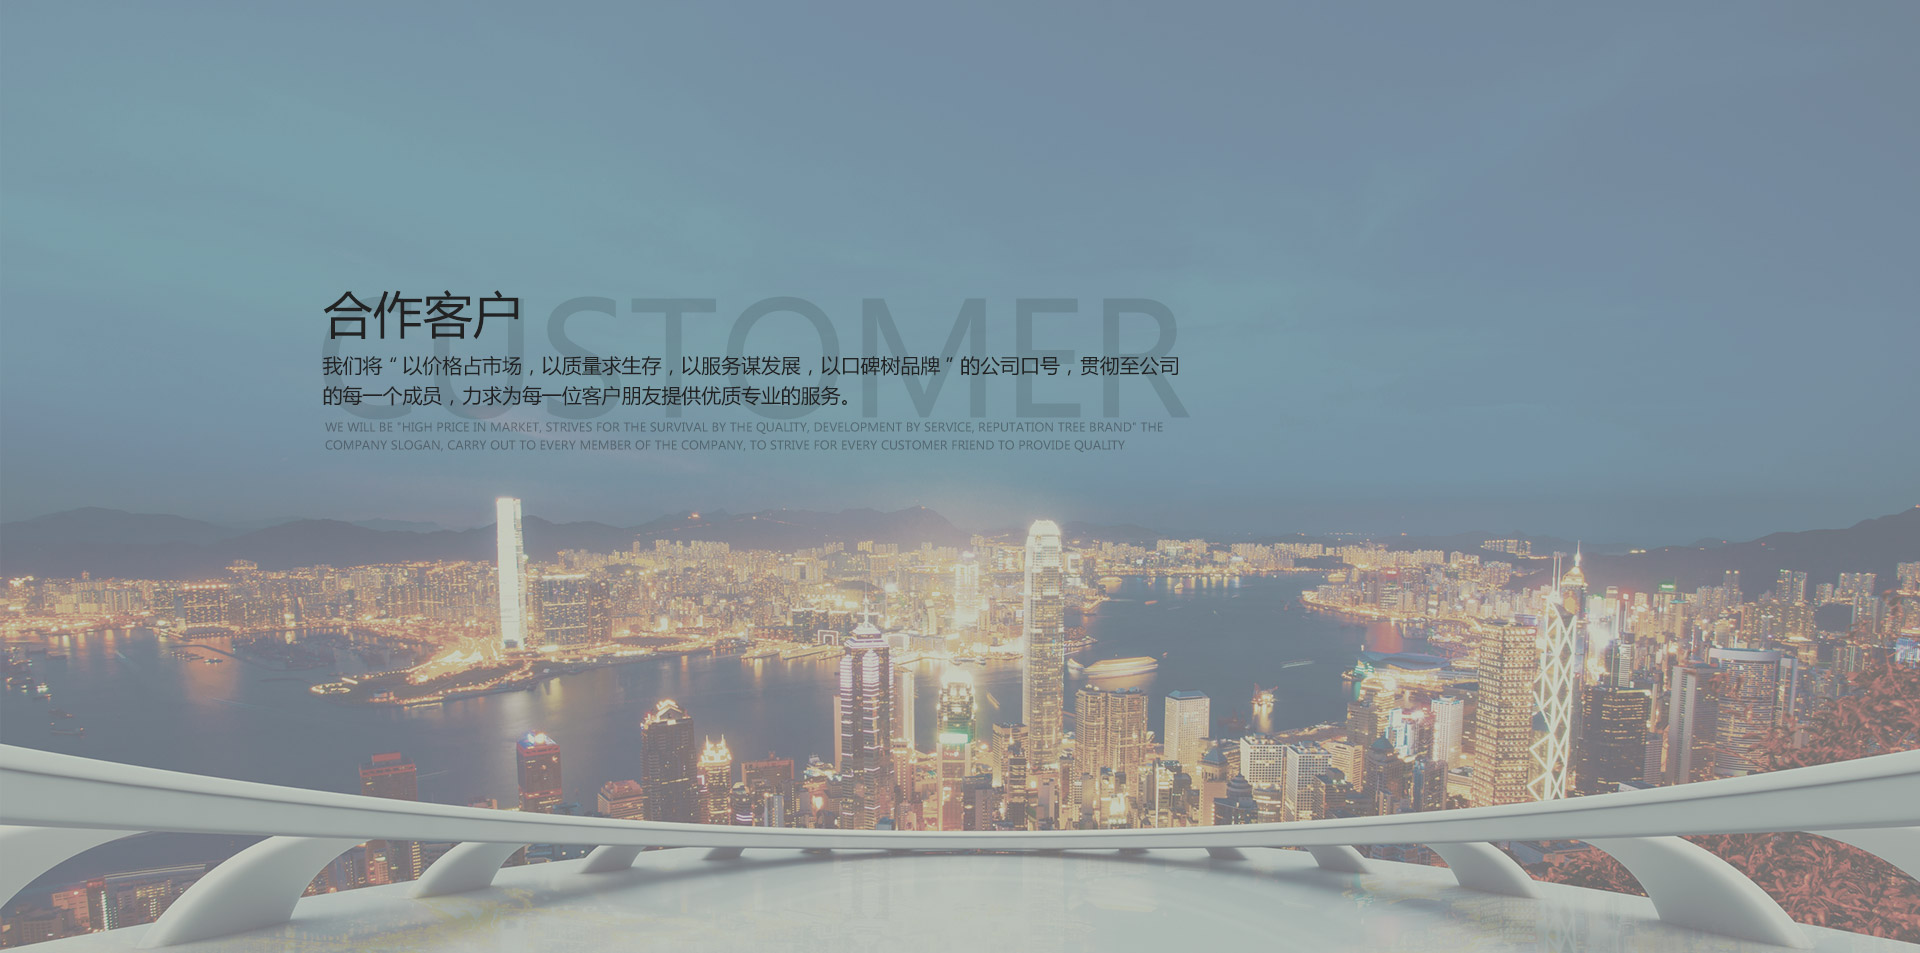 合作客户
CUSTOMER
我们将“以价格占市场，以质量求生存，以服务谋发展，以口碑树品牌”的公司口号，贯彻至公司
的每一个成员，力求为每一位客户朋友提供优质专业的服务。
WE WILL BE "HIGH PRICE IN MARKET, STRIVES FOR THE SURVIVAL BY THE QUALITY, DEVELOPMENT BY SERVICE, REPUTATION TREE BRAND" THE
COMPANY SLOGAN, CARRY OUT TO EVERY MEMBER OF THE COMPANY, TO STRIVE FOR EVERY CUSTOMER FRIEND TO PROVIDE QUALITY